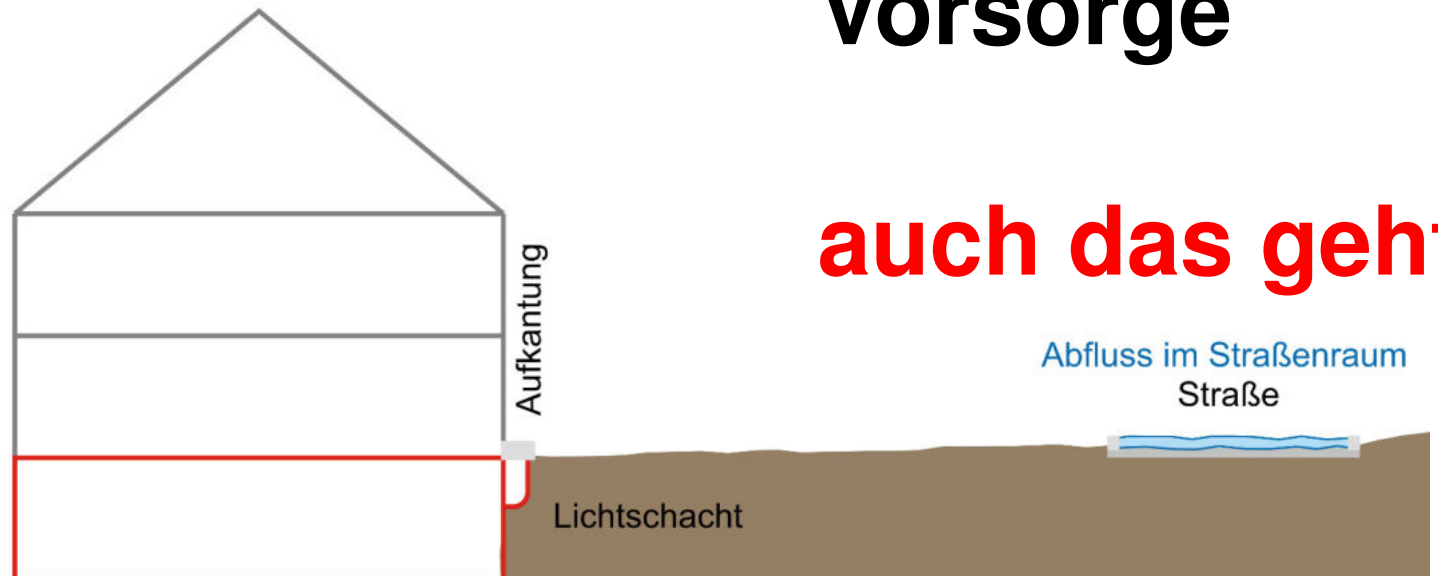 Vorsorge
auch das geht
Aufkantung
Abfluss im Straßenraum
Straße
Lichtschacht